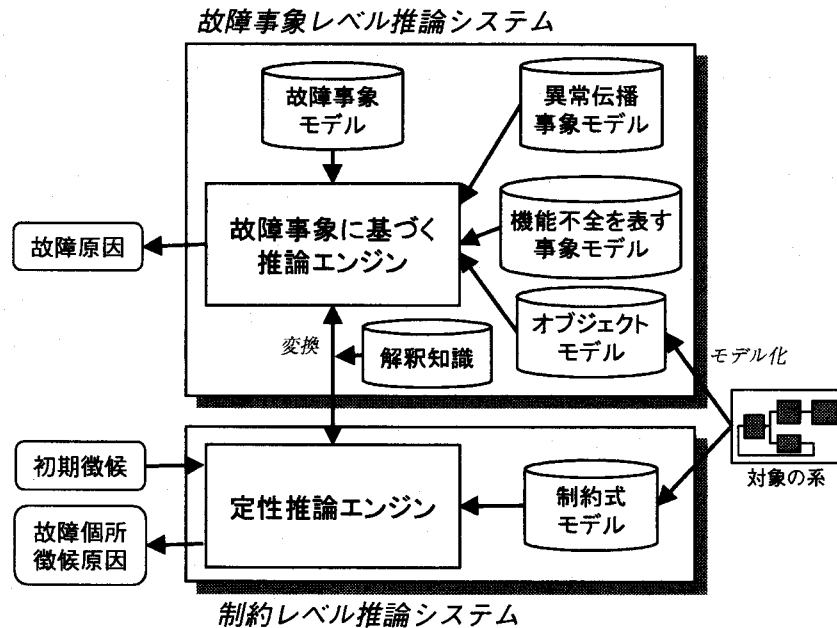 故障事象レベル推論システム
故障事象
モデル
異常伝播
事象モデル
故障事象に基づく
推論エンジン
機能不全を表す
事象モデル
故障原因
オブジェクト
モデル
変換
解釈知識
モデル化
対象の系
初期徴候
定性推論エンジン
制約式
モデル
故障個所
徴候原因
制約レベル推論システム